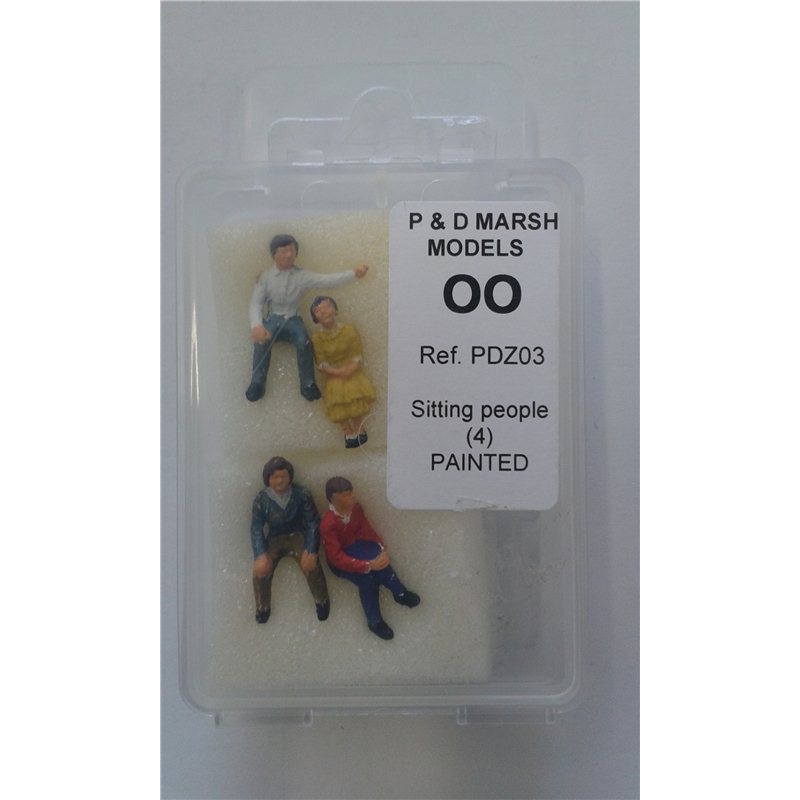 P & D MARSH
MODELS
OO
Ref. PDZ03
Sitting people
(4)
PAINTED